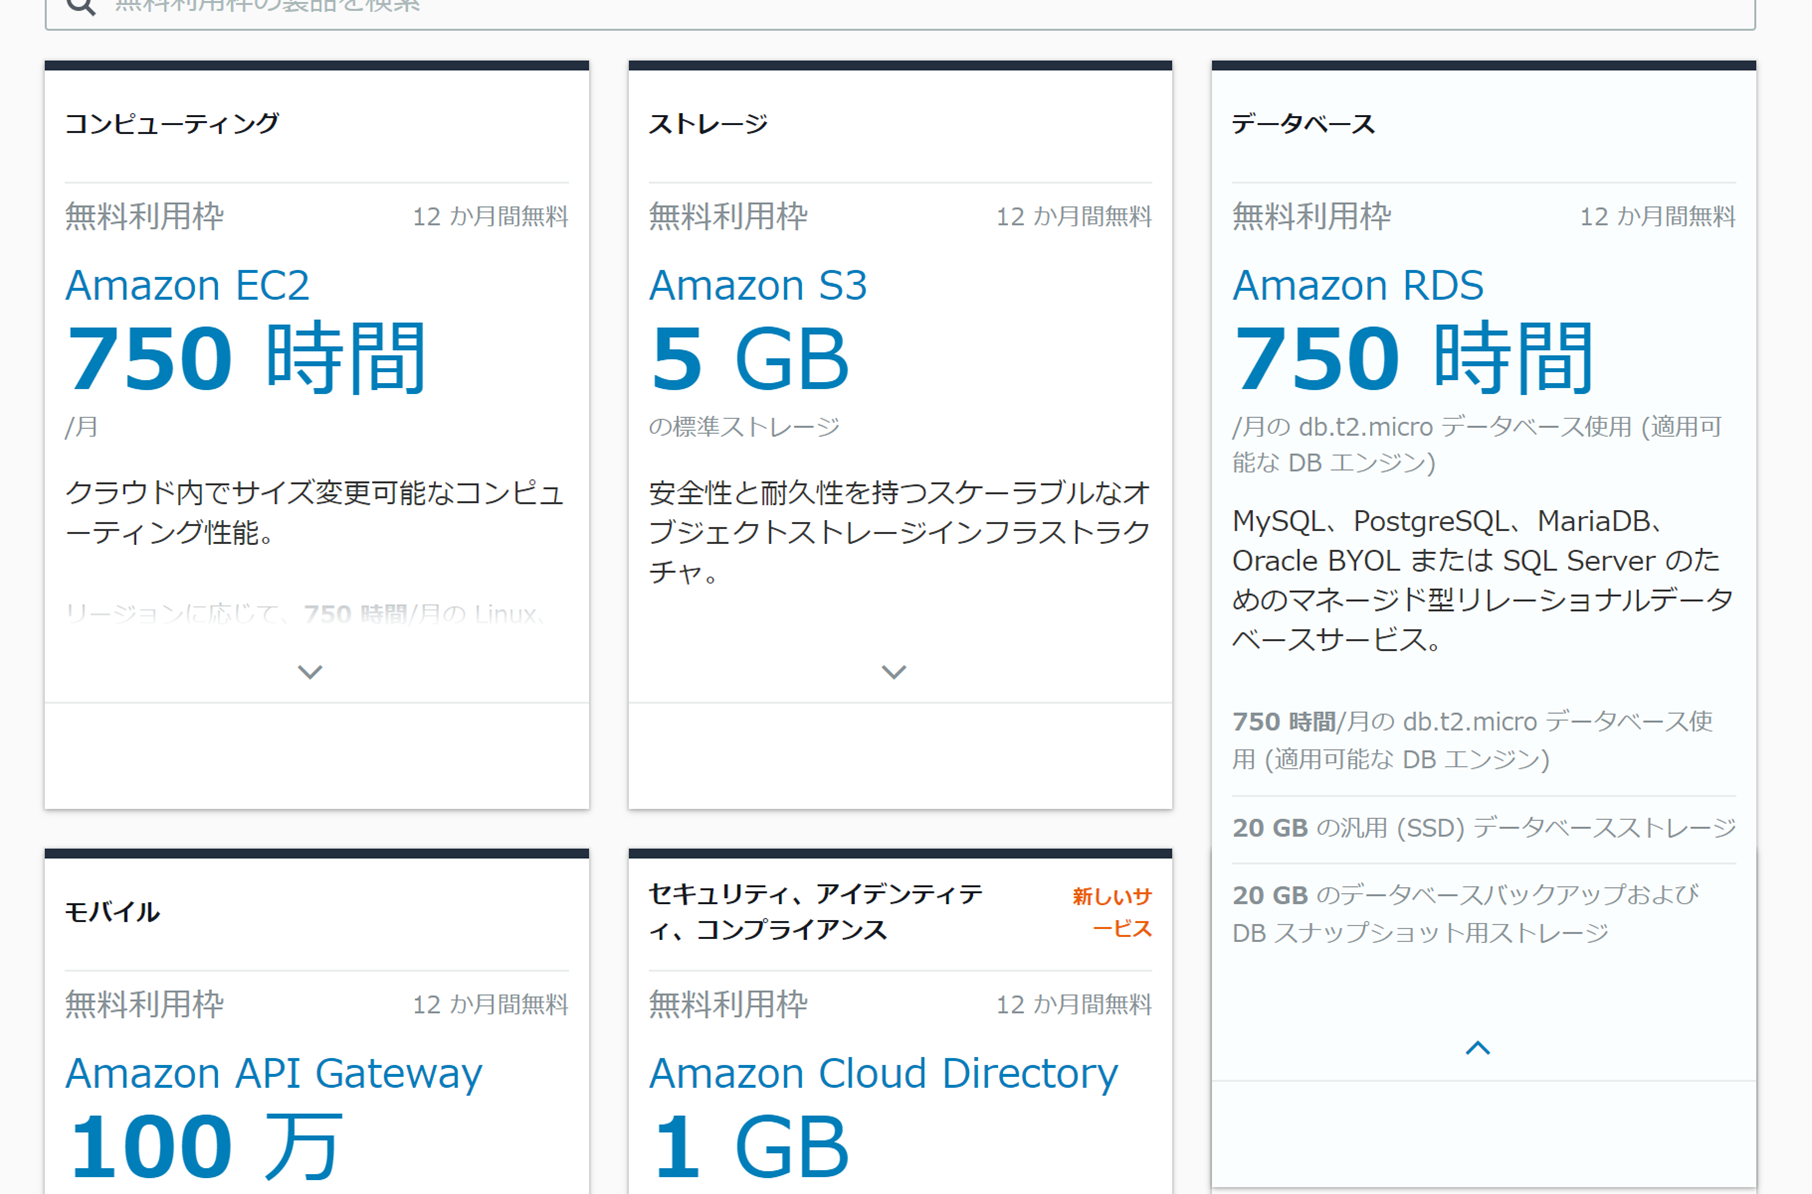 無料利用枠の製品を検索
コンピューティング
無料利用枠 12 か月間無料
Amazon EC2
750 時間
/月
クラウド内でサイズ変更可能なコンピュ
ーティング性能。
リージョンに応じて、750 時間/月の Linux、
ストレージ
無料利用枠 12 か月間無料
Amazon S3
5 GB
の標準ストレージ
安全性と耐久性を持つスケーラブルなオ
ブジェクトストレージインフラストラク
チャ。
データベース
無料利用枠 12 か月間無料
Amazon RDS
750 時間
/月の db.t2.micro データベース使用 (適用可
能な DB エンジン)
MySQL、PostgreSQL、MariaDB、
Oracle BYOL または SQL Server のた
めのマネージド型リレーショナルデータ
ベースサービス。
750 時間/月の db.t2.micro データベース使
用 (適用可能な DB エンジン)
20 GB の汎用 (SSD) データベースストレージ
20 GB のデータベースバックアップおよび
DB スナップショット用ストレージ
モバイル
無料利用枠 12 か月間無料
Amazon API Gateway
100 万
セキュリティ、アイデンティテ
ィ、コンプライアンス
新しいサ
ービス
無料利用枠 12 か月間無料
Amazon Cloud Directory
1 GB